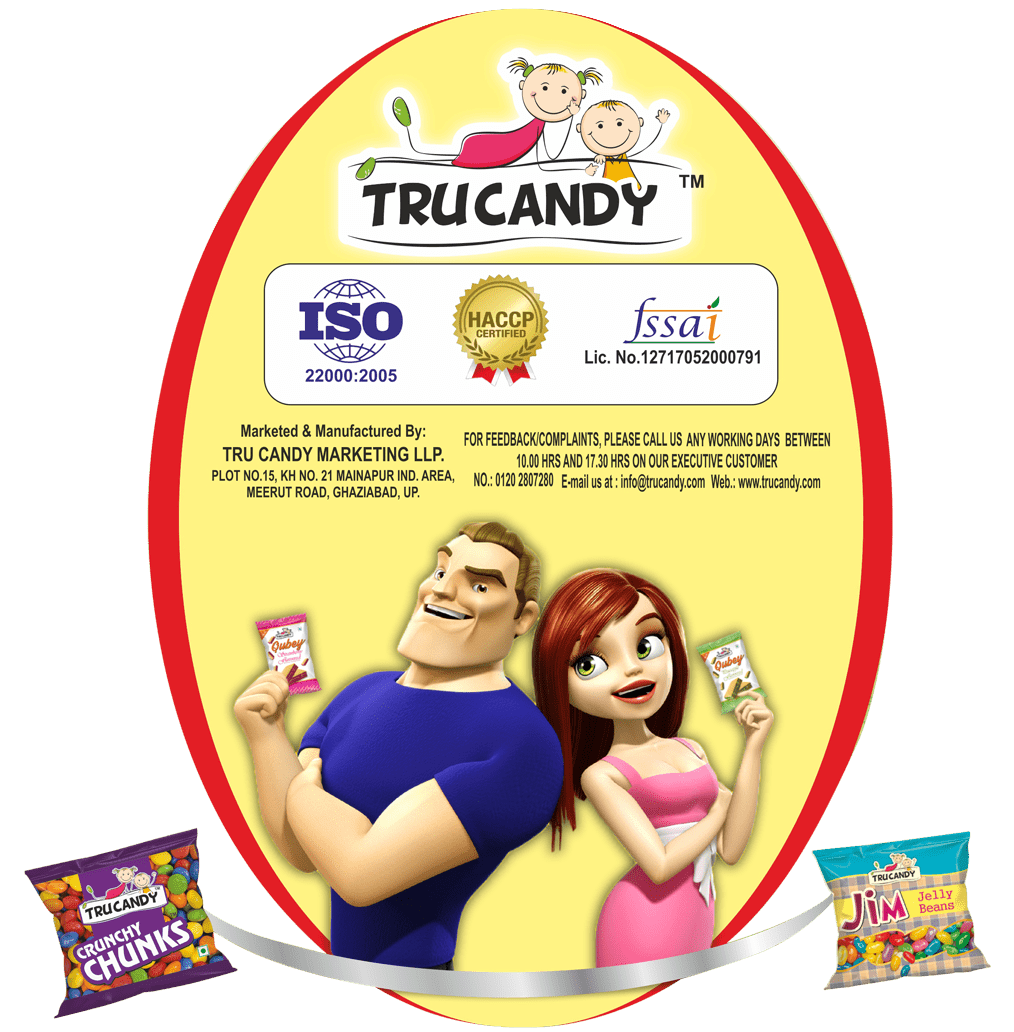 TRUCANDY TM
ISO
22000:2005
HACCP
CERTIFIED
fssai
Lic. No.12717052000791
Marketed & Manufactured By:
TRU CANDY MARKETING LLP.
PLOT NO.15, KH NO. 21 MAINAPUR IND. AREA,
MEERUT ROAD, GHAZIABAD, UP.
FOR FEEDBACK/COMPLAINTS, PLEASE CALL US ANY WORKING DAYS BETWEEN
10.00 HRS AND 17.30 HRS ON OUR EXECUTIVE CUSTOMER
NO.: 0120 2807280 E-mail us at : info@trucandy.com Web.: www.trucandy.com
Qubey
Qubey
TRUCANDY
CRUNCHY
CHUNKS
TRUCANDY
JiM
Jelly
Beans